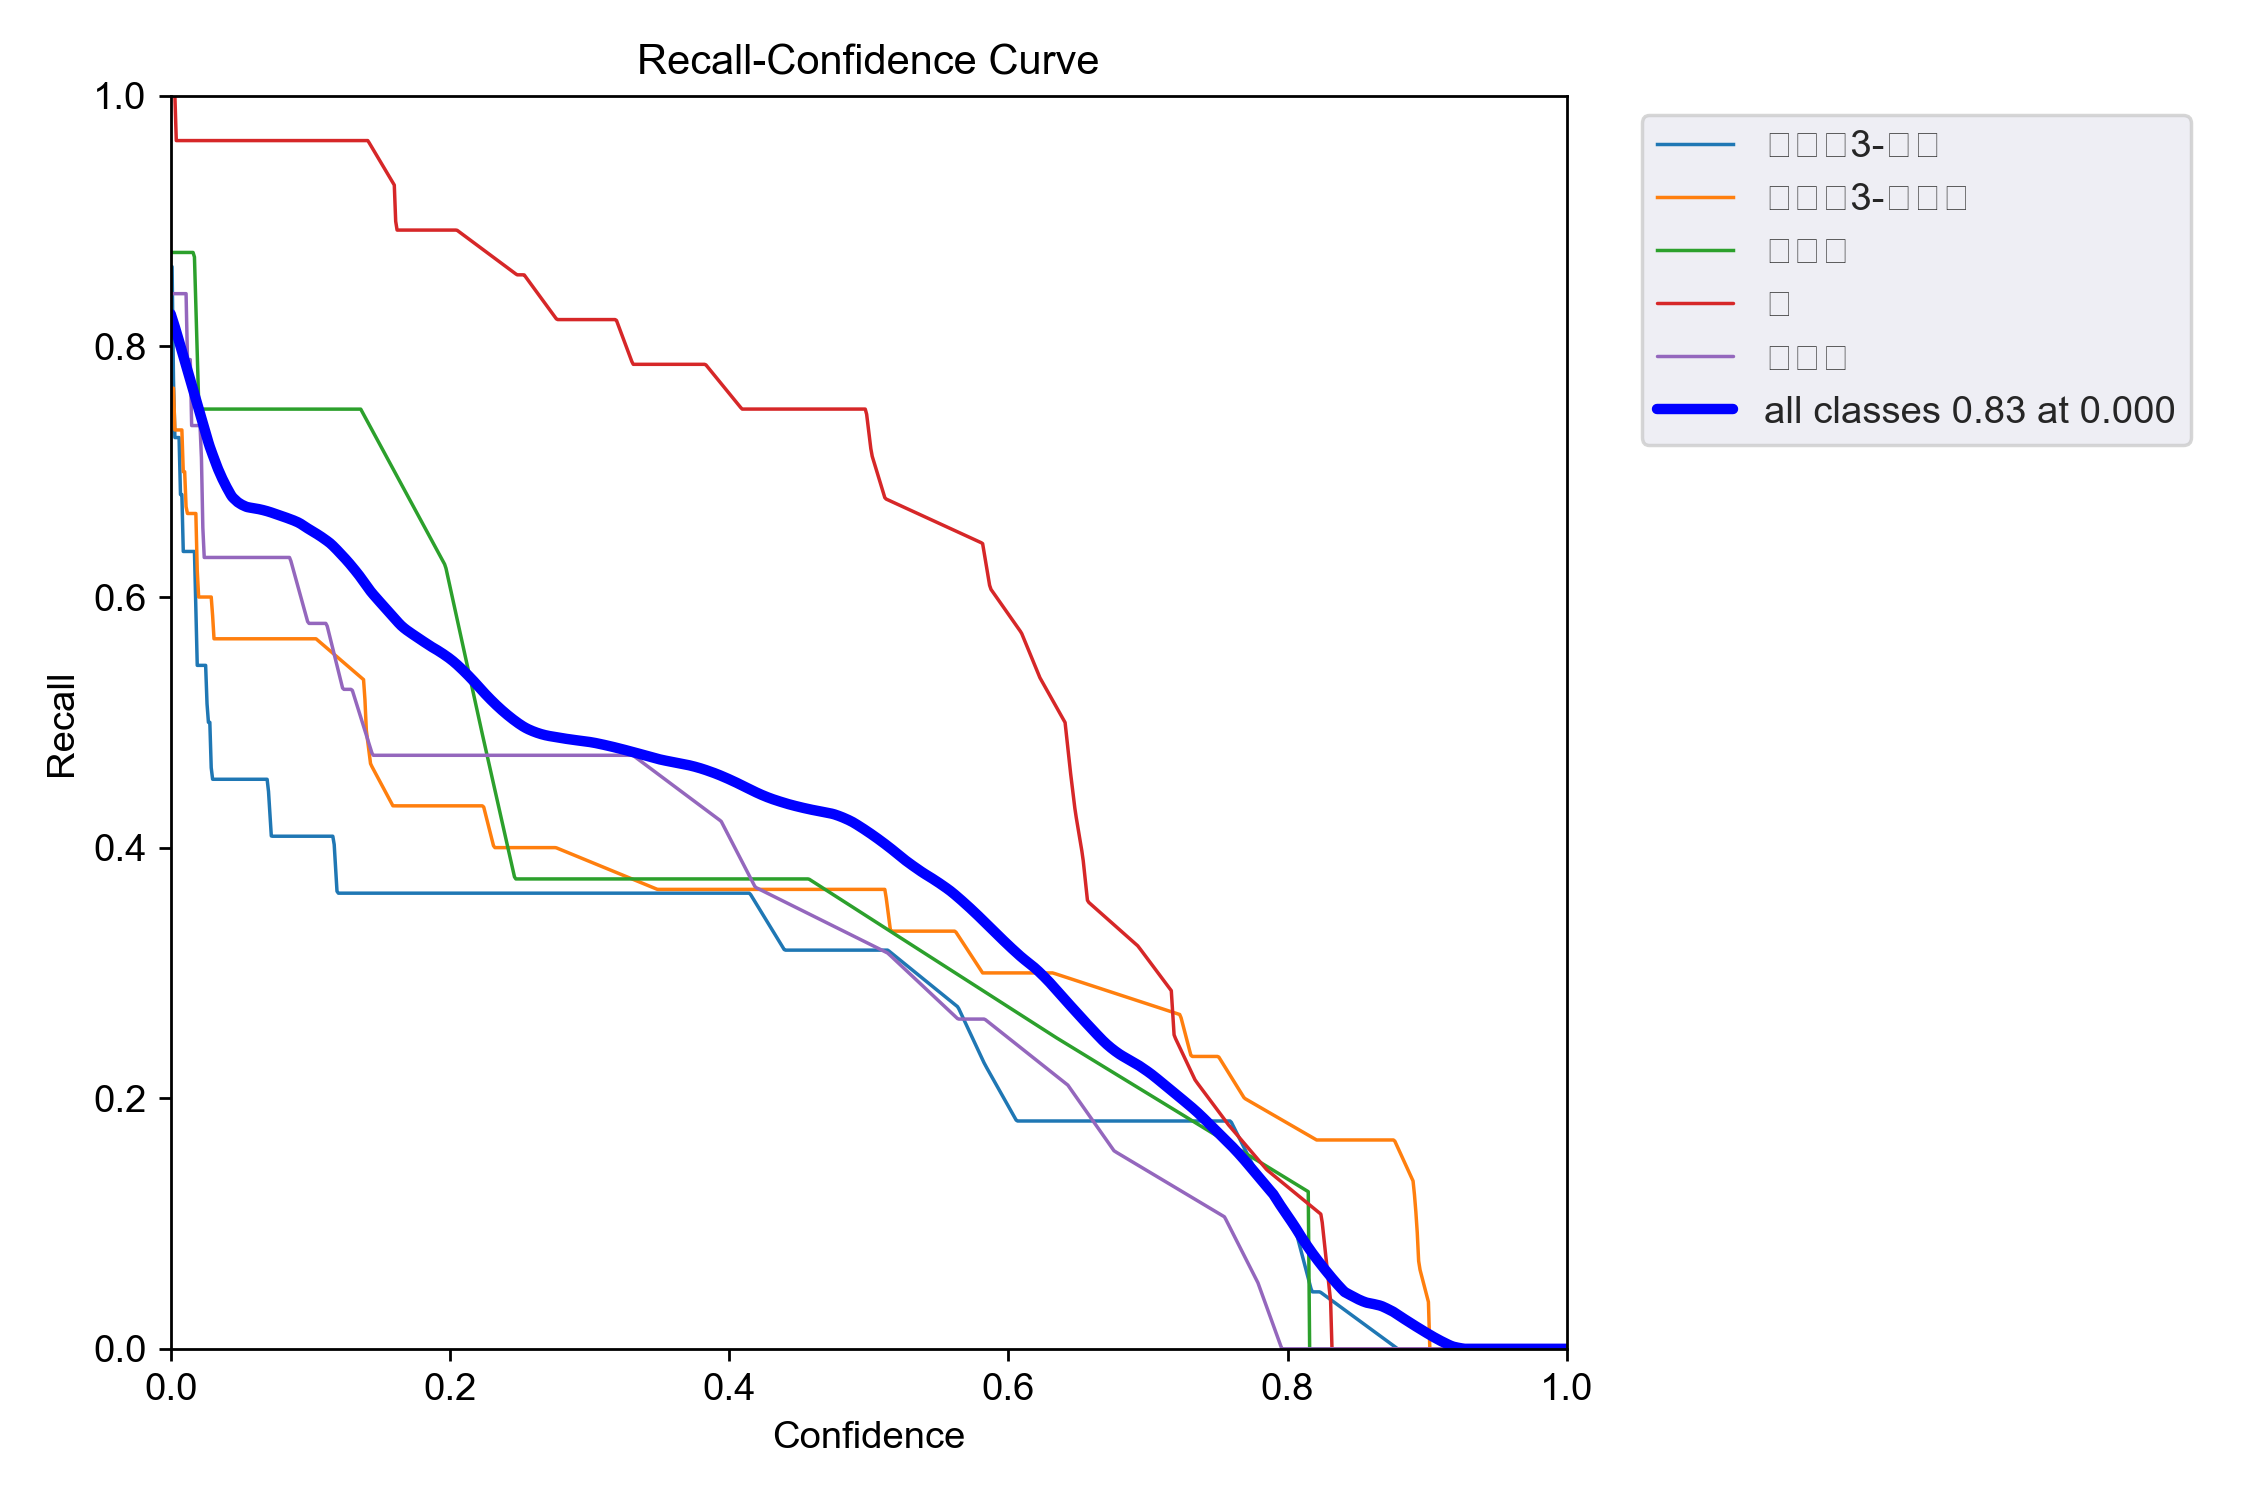 Recall-Confidence Curve
1.0
0.8
0.6
0.4
0.2
0.0
Recall
0.0 0.2 0.4 0.6 0.8 1.0
Confidence
□□□3-□□
□□□3-□□□
□□□
□
□□□
all classes 0.83 at 0.000